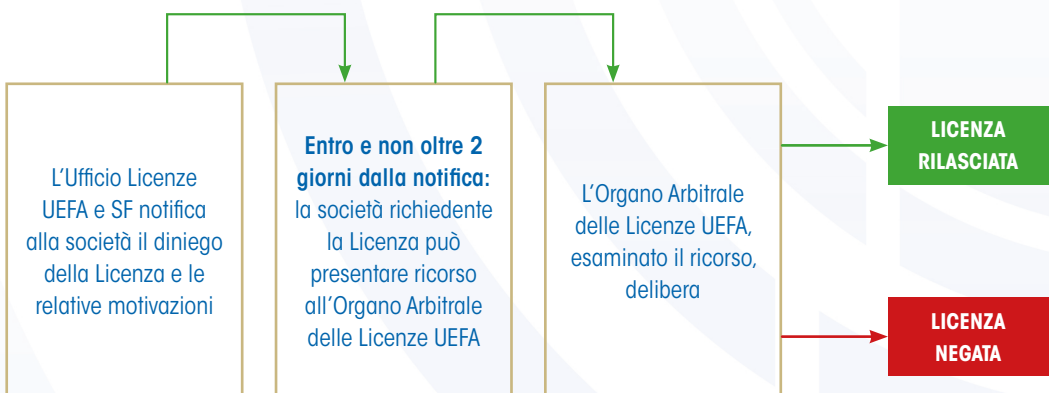 L'Ufficio Licenze
UEFA e SF notifica
alla società il diniego
della Licenza e le
relative motivazioni
Entro e non oltre 2
giorni dalla notifica:
la società richiedente
la Licenza può
presentare ricorso
all'Organo Arbitrale
delle Licenze UEFA
L'Organo Arbitrale
delle Licenze UEFA,
esaminato il ricorso,
delibera
LICENZA
RILASCIATA
LICENZA
NEGATA